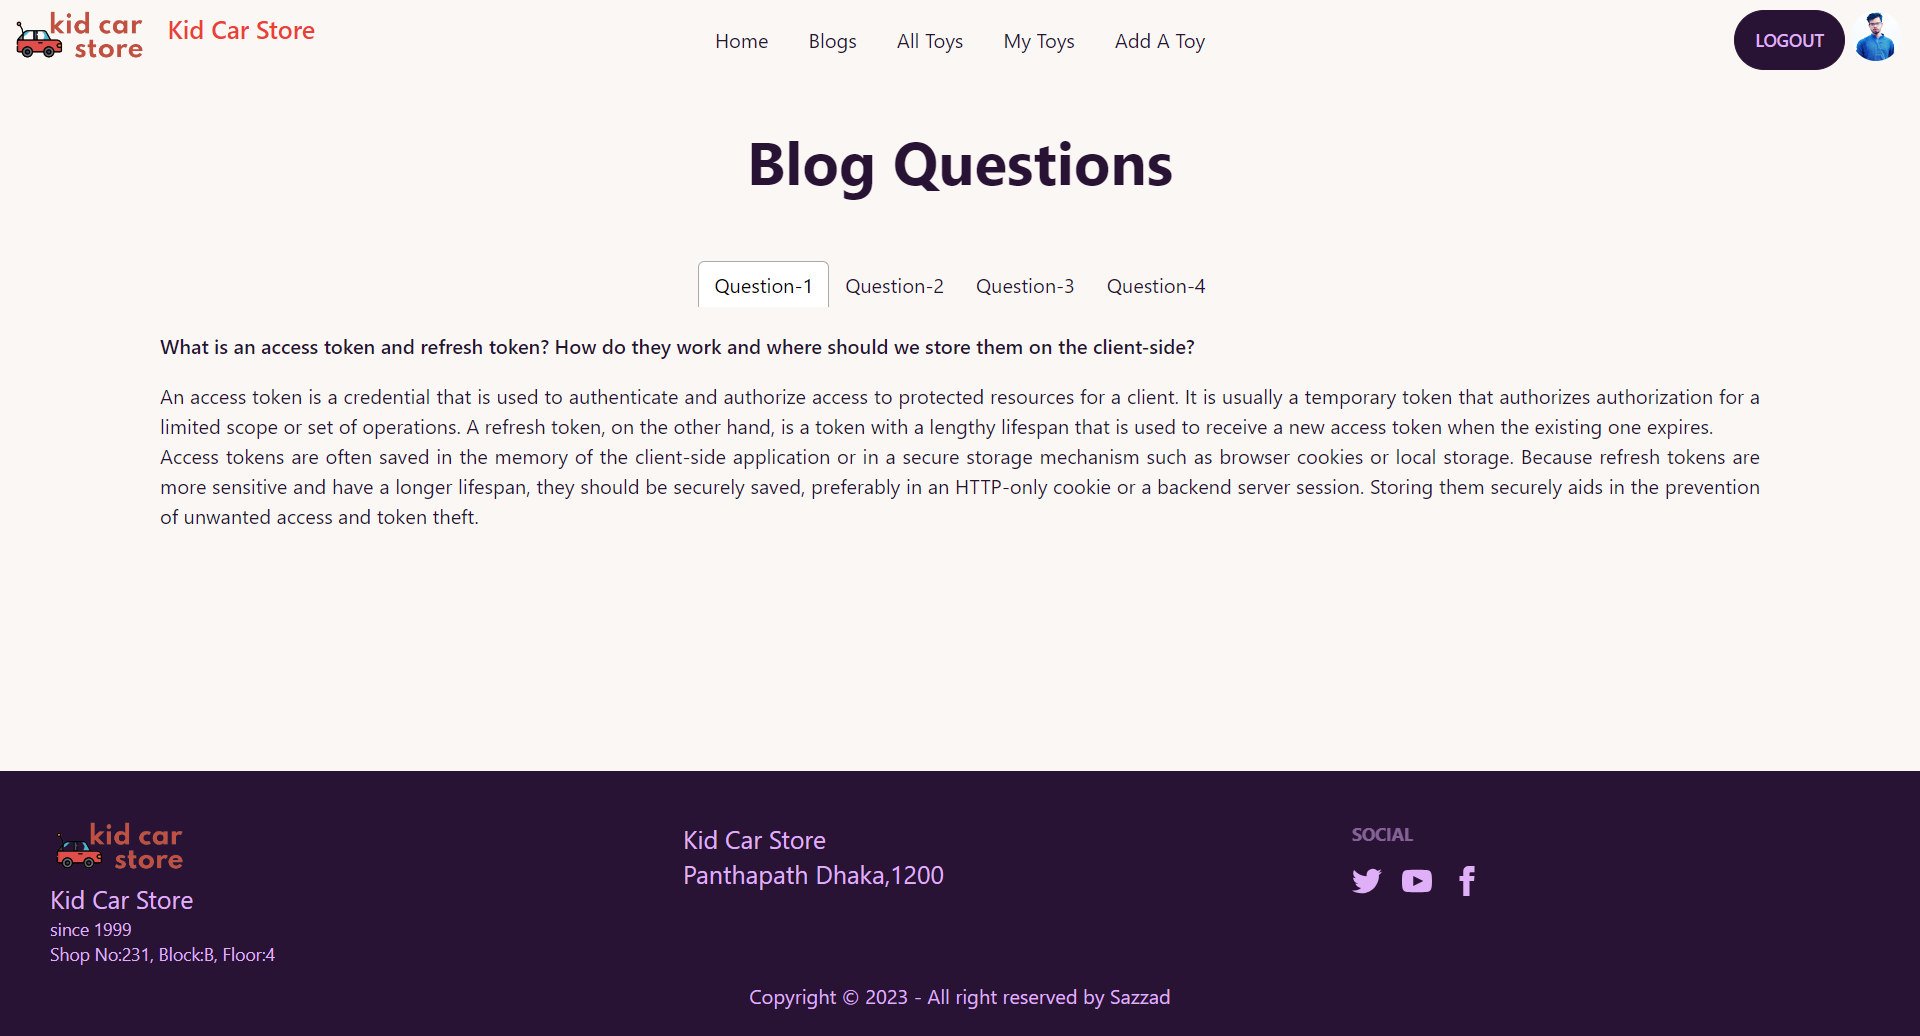 kid car
store
Kid Car Store
Home
Blogs
All Toys
My Toys
Add A Toy
LOGOUT
Blog Questions
Question-1
Question-2
Question-3
Question-4
What is an access token and refresh token? How do they work and where should we store them on the client-side?
An access token is a credential that is used to authenticate and authorize access to protected resources for a client. It is usually a temporary token that authorizes authorization for a
limited scope or set of operations. A refresh token, on the other hand, is a token with a lengthy lifespan that is used to receive a new access token when the existing one expires.
Access tokens are often saved in the memory of the client-side application or in a secure storage mechanism such as browser cookies or local storage. Because refresh tokens are
more sensitive and have a longer lifespan, they should be securely saved, preferably in an HTTP-only cookie or a backend server session. Storing them securely aids in the prevention
of unwanted access and token theft.
kid car
store
Kid Car Store
since 1999
Shop No:231, Block:B, Floor:4
Kid Car Store
Panthapath Dhaka,1200
SOCIAL
Copyright © 2023 - All right reserved by Sazzad